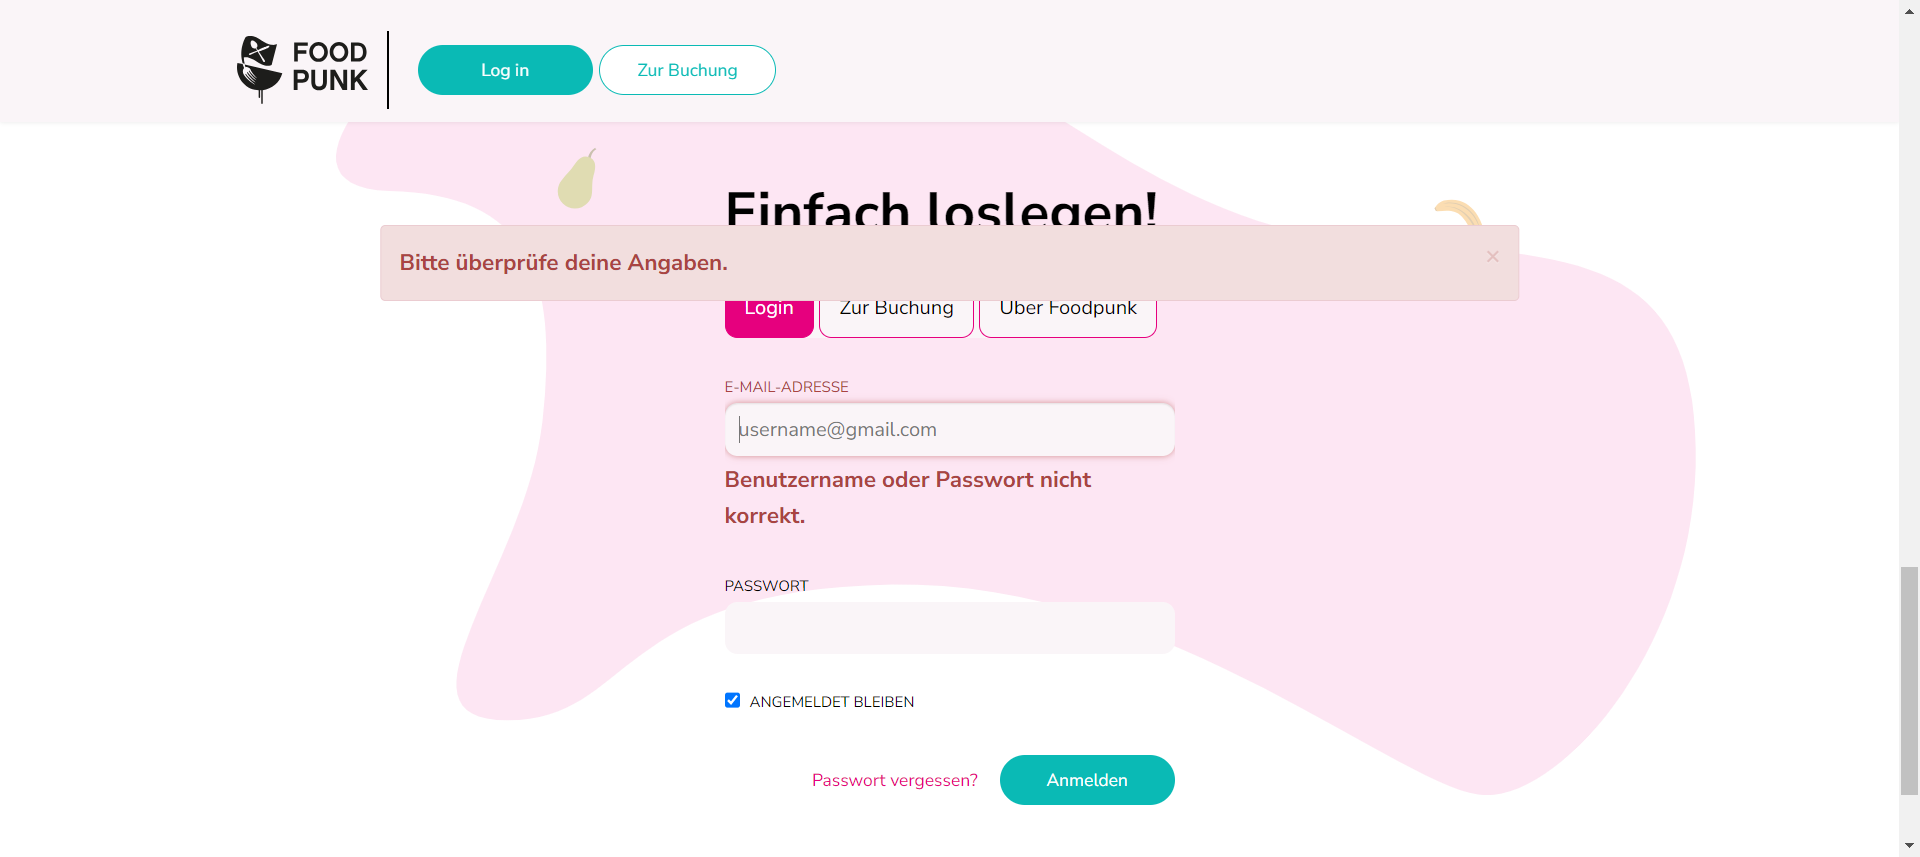 FOOD
PUNK
Log in
Zur Buchung
Einfach loslegen!
Bitte überprüfe deine Angaben.
×
Login
Zur Buchung
Über Foodpunk
E-MAIL-ADRESSE
username@gmail.com
Benutzername oder Passwort nicht
korrekt.
PASSWORT
ANGEMELDET BLEIBEN
Passwort vergessen?
Anmelden